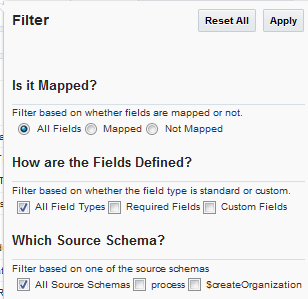 Filter Reset All Apply
Is it Mapped?
Filter based on whether fields are mapped or not.
All Fields Mapped Not Mapped
How are the Fields Defined?
Filter based on whether the field type is standard or custom.
All Field Types Required Fields Custom Fields
Which Source Schema?
Filter based on one of the source schemas
All Source Schemas process $createOrganization